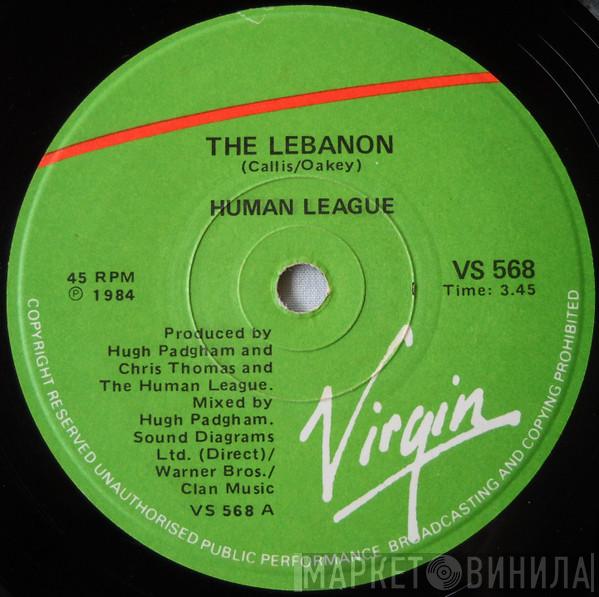 THE LEBANON
(Callis/Oakey)
HUMAN LEAGUE
45 RPM
℗ 1984
VS 568
Time: 3.45
Produced by
Hugh Padgham and
Chris Thomas and
The Human League.
Mixed by
Hugh Padgham.
Sound Diagrams
Ltd. (Direct)/
Warner Bros./
Clan Music
VS 568 A
Virgin
COPYRIGHT RESERVED UNAUTHORISED PUBLIC PERFORMANCE, BROADCASTING AND COPYING PROHIBITED
МАРКЕТ ВИНИЛА